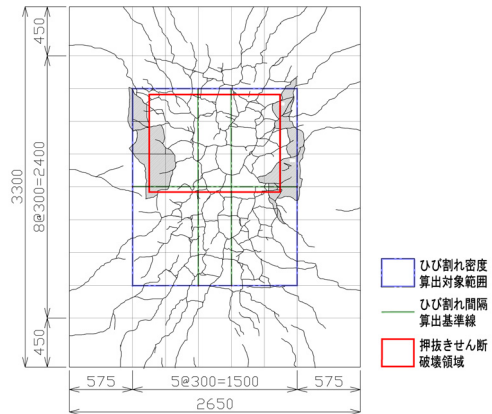 450
3300
8@300=2400
450
575
5@300=1500
575
2650
ひび割れ密度
算出対象範囲
ひび割れ間隔
算出基準線
押抜きせん断
破壊領域